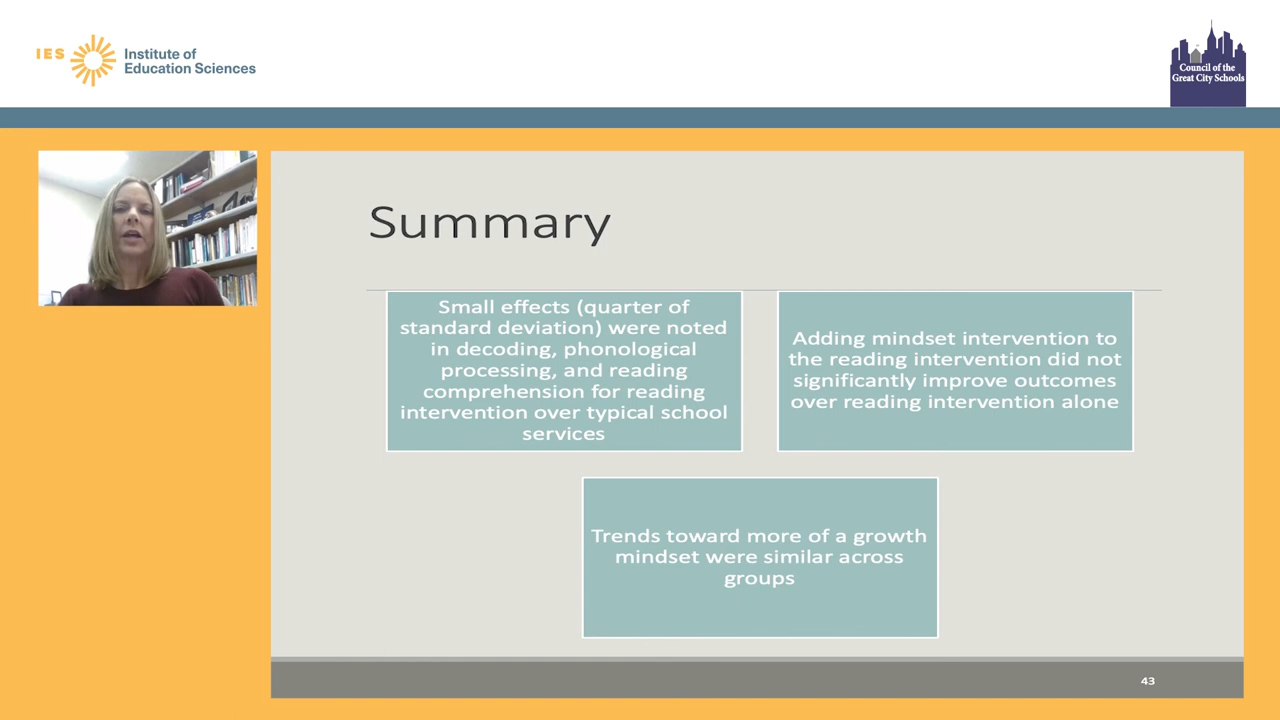 IES
Institute of
Education Sciences
Council of the
Great City Schools
Summary
Small effects (quarter of
standard deviation) were noted
in decoding, phonological
processing, and reading
comprehension for reading
intervention over typical school
services
Adding mindset intervention to
the reading intervention did not
significantly improve outcomes
over reading intervention alone
Trends toward more of a growth
mindset were similar across
groups
43